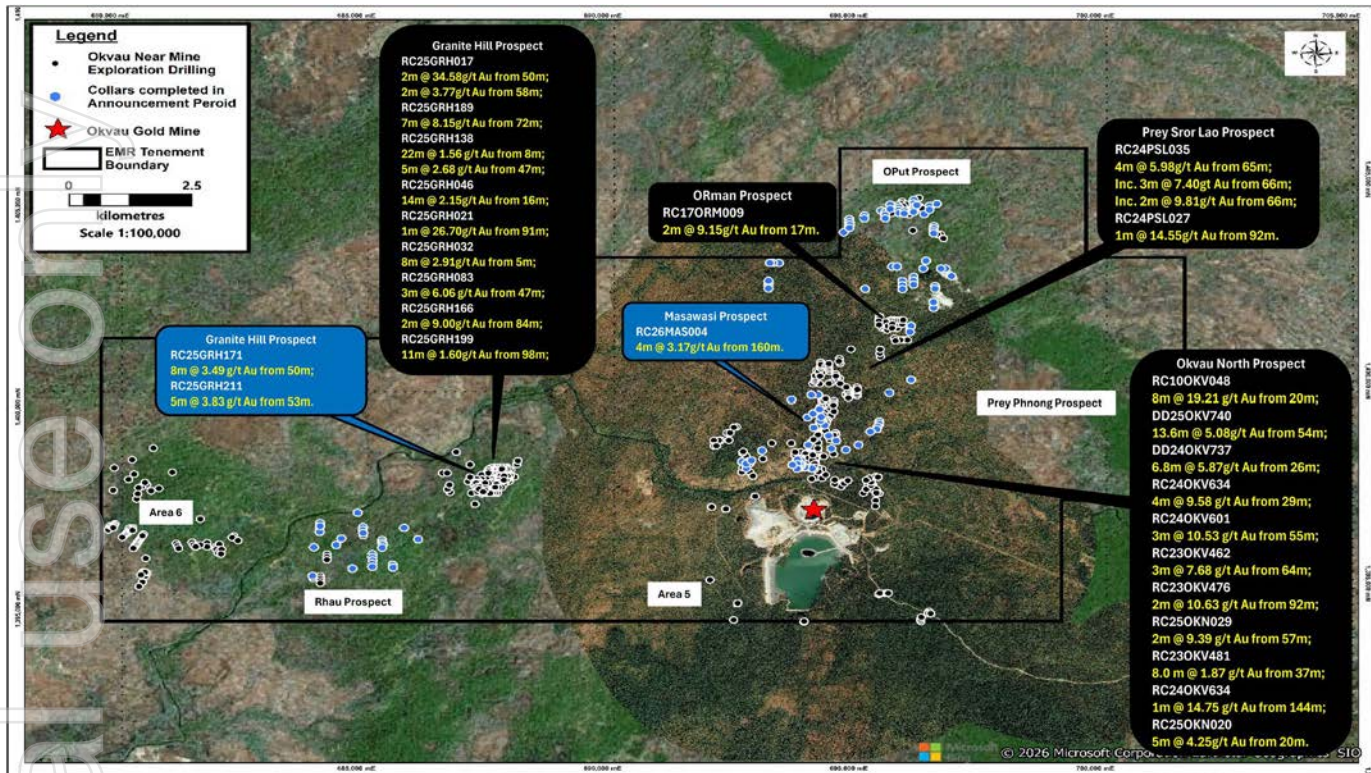 Legend
Okvau Near Mine
Exploration Drilling
Collars completed in
Announcement Peroid
Okvau Gold Mine
EMR Tenement
Boundary
0 2.5
kilometres
Scale 1:100,000
Granite Hill Prospect
RC25GRH017
2m @ 34.58g/t Au from 50m;
2m @ 3.77g/t Au from 58m;
RC25GRH189
7m @ 8.15g/t Au from 72m;
RC25GRH138
22m @ 1.56 g/t Au from 8m;
5m @ 2.68 g/t Au from 47m;
RC25GRH046
14m @ 2.15g/t Au from 16m;
RC25GRH021
1m @ 26.70g/t Au from 91m;
RC25GRH032
8m @ 2.91g/t Au from 5m;
RC25GRH083
3m @ 6.06 g/t Au from 47m;
RC25GRH166
2m @ 9.00g/t Au from 84m;
RC25GRH199
11m @ 1.60g/t Au from 98m;
Granite Hill Prospect
RC25GRH171
8m @ 3.49 g/t Au from 50m;
RC25GRH211
5m @ 3.83 g/t Au from 53m.
ORman Prospect
RC17ORM009
2m @ 9.15g/t Au from 17m.
OPut Prospect
Prey Sror Lao Prospect
RC24PSL035
4m @ 5.98g/t Au from 65m;
Inc. 3m @ 7.40gt Au from 66m;
Inc. 2m @ 9.81g/t Au from 66m;
RC24PSL027
1m @ 14.55g/t Au from 92m.
Masawasi Prospect
RC26MAS004
4m @ 3.17g/t Au from 160m.
Prey Phnong Prospect
Okvau North Prospect
RC10OKV048
8m @ 19.21 g/t Au from 20m;
DD25OKV740
13.6m @ 5.08g/t Au from 54m;
DD24OKV737
6.8m @ 5.87g/t Au from 26m;
RC24OKV634
4m @ 9.58 g/t Au from 29m;
RC24OKV601
3m @ 10.53 g/t Au from 55m;
RC23OKV462
3m @ 7.68 g/t Au from 64m;
RC23OKV476
2m @ 10.63 g/t Au from 92m;
RC25OKN029
2m @ 9.39 g/t Au from 57m;
RC23OKV481
8.0 m @ 1.87 g/t Au from 37m;
RC24OKV634
1m @ 14.75 g/t Au from 144m;
RC25OKN020
5m @ 4.25g/t Au from 20m.
Area 6
Rhau Prospect
Area 5
al use only
Microsoft
© 2026 Microsoft SIO